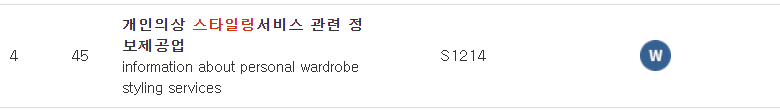 개인의상 스타일링서비스 관련 정
보제공업
4 45 S1214 W
information about personal wardrobe
styling services